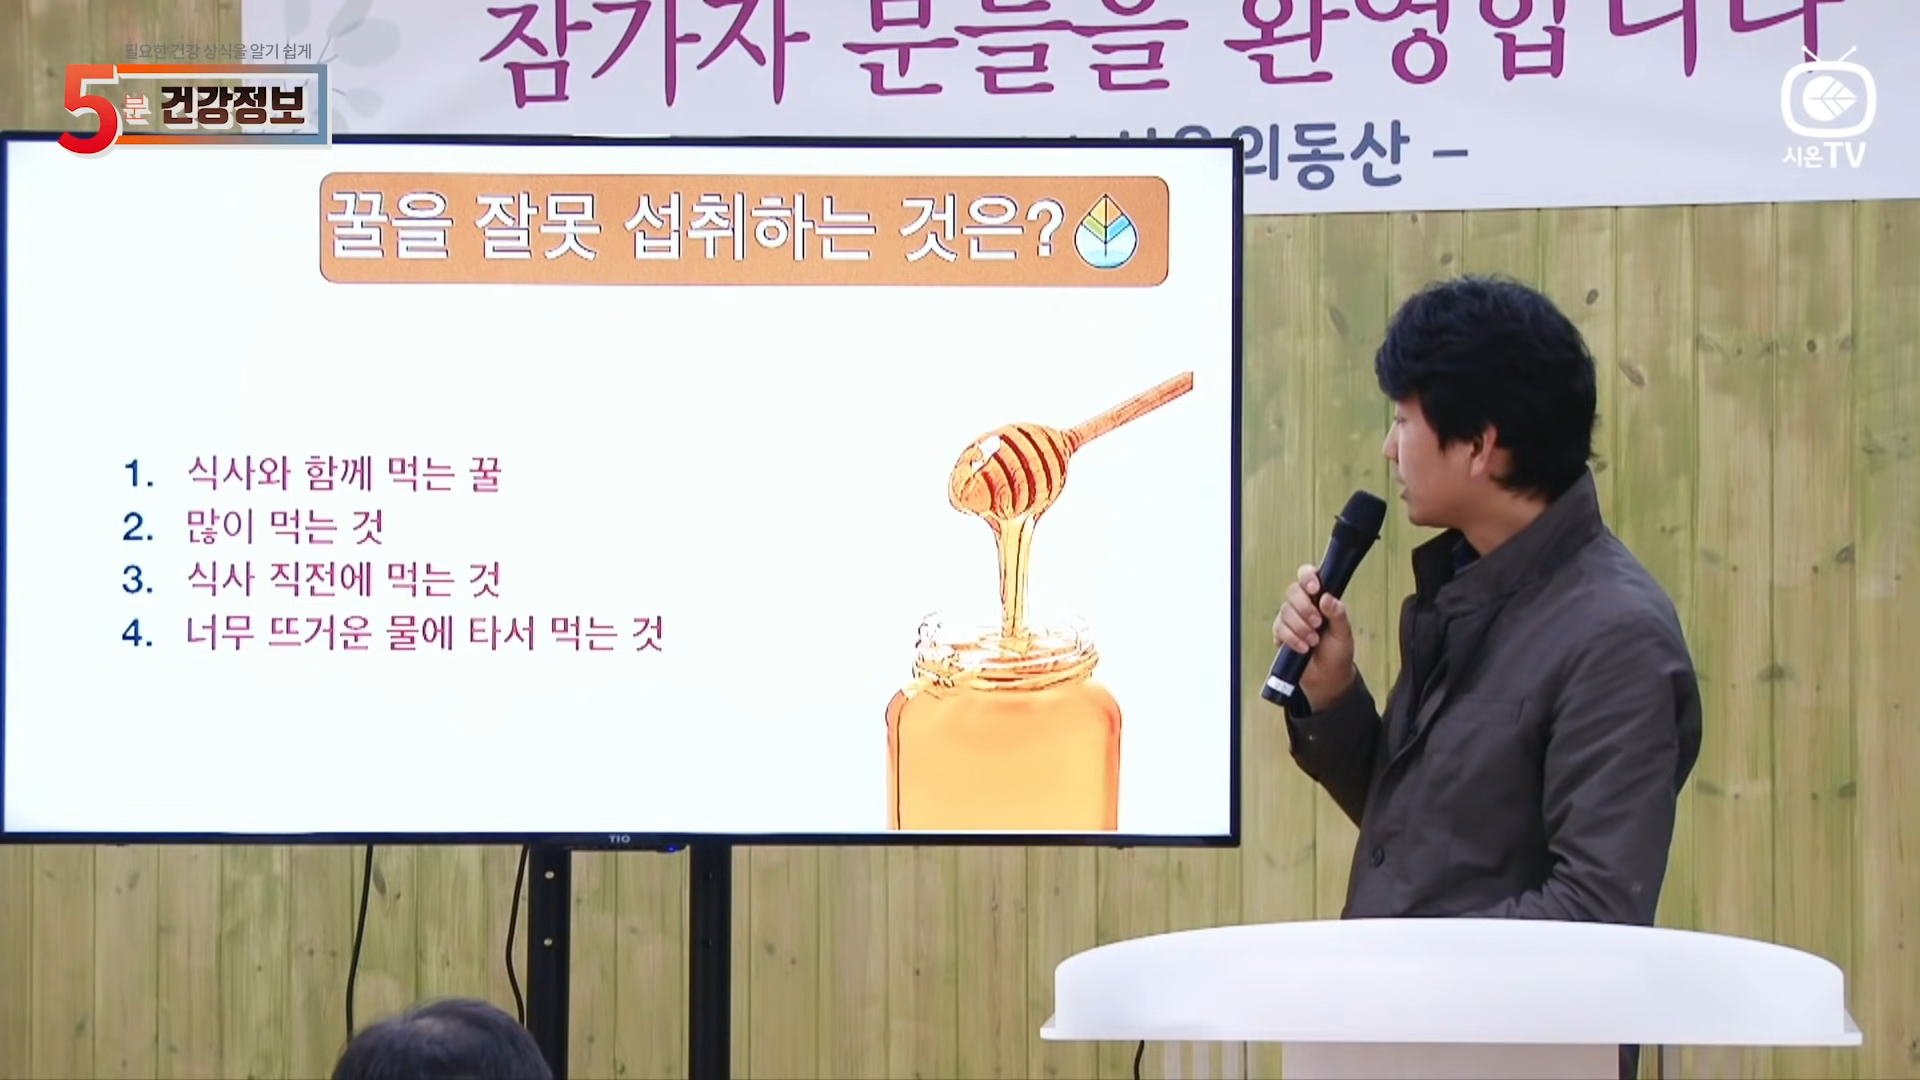 참가자 분들을 환영합니다
의동산 –
필요한 건강 상식을 알기 쉽게
5분 건강정보
시온TV
꿀을 잘못 섭취하는 것은?
1. 식사와 함께 먹는 꿀
2. 많이 먹는 것
3. 식사 직전에 먹는 것
4. 너무 뜨거운 물에 타서 먹는 것
TIO